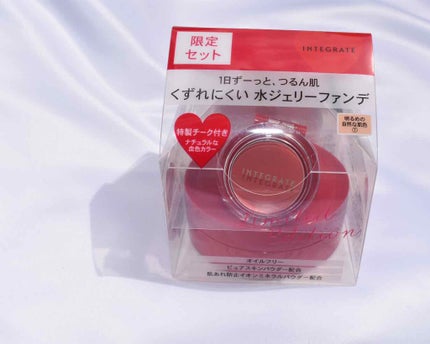 限定
セット
INTEGRATE
1日ずーっと、つるん肌
くずれにくい 水ジェリーファンデ
明るめの
自然な肌色
特製チーク付き
ナチュラルな
血色カラー
INTEGRATE
INTEGRATE
オイルフリー
ピュアスキンパウダー配合
肌あれ防止イオンミネラルパウダー配合